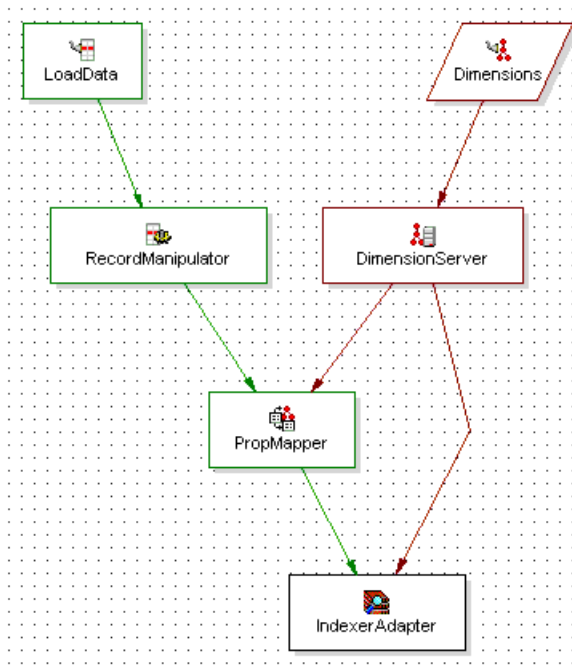 LoadData
Dimensions
RecordManipulator
DimensionServer
PropMapper
IndexerAdapter